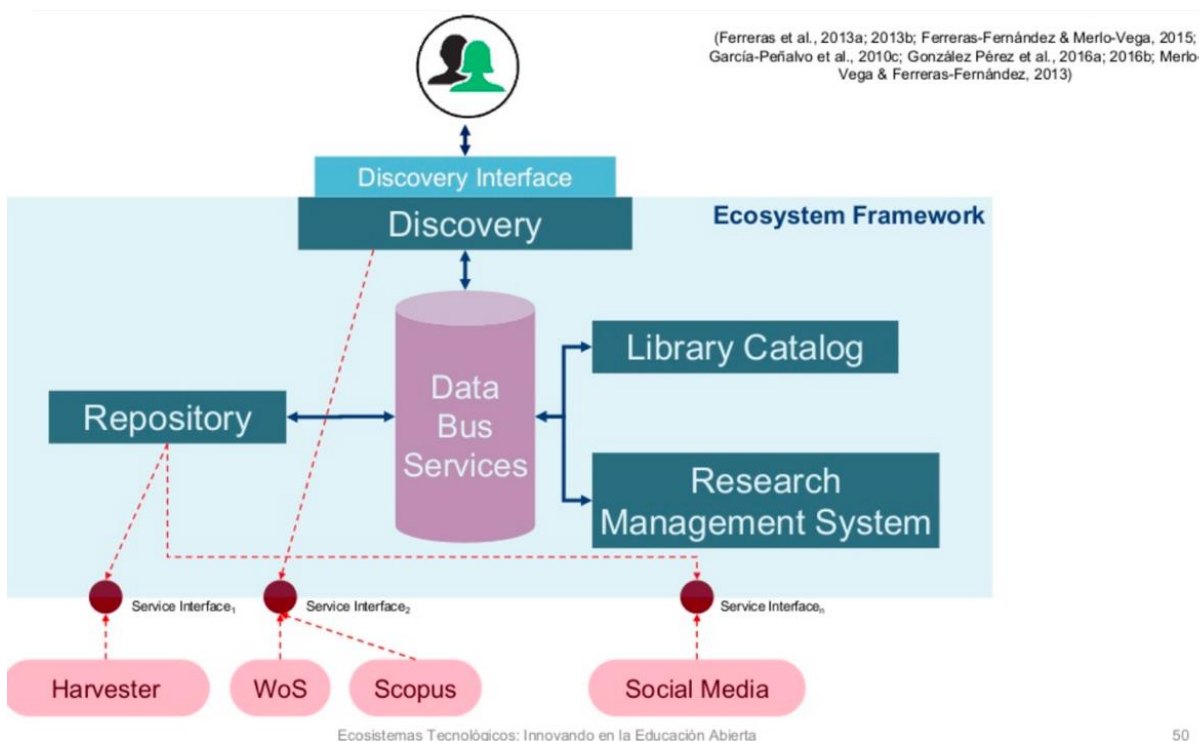 (Ferreras et al., 2013a; 2013b; Ferreras-Fernández & Merlo-Vega, 2015;
García-Peñalvo et al., 2010c; González Pérez et al., 2016a; 2016b; Merlo-
Vega & Ferreras-Fernández, 2013)
Discovery Interface
Discovery
Ecosystem Framework
Data
Bus
Services
Library Catalog
Repository
Research
Management System
Service Interface₁
Service Interface₂
Service Interfaceₙ
Harvester
WoS
Scopus
Social Media
Ecosistemas Tecnológicos: Innovando en la Educación Abierta
50